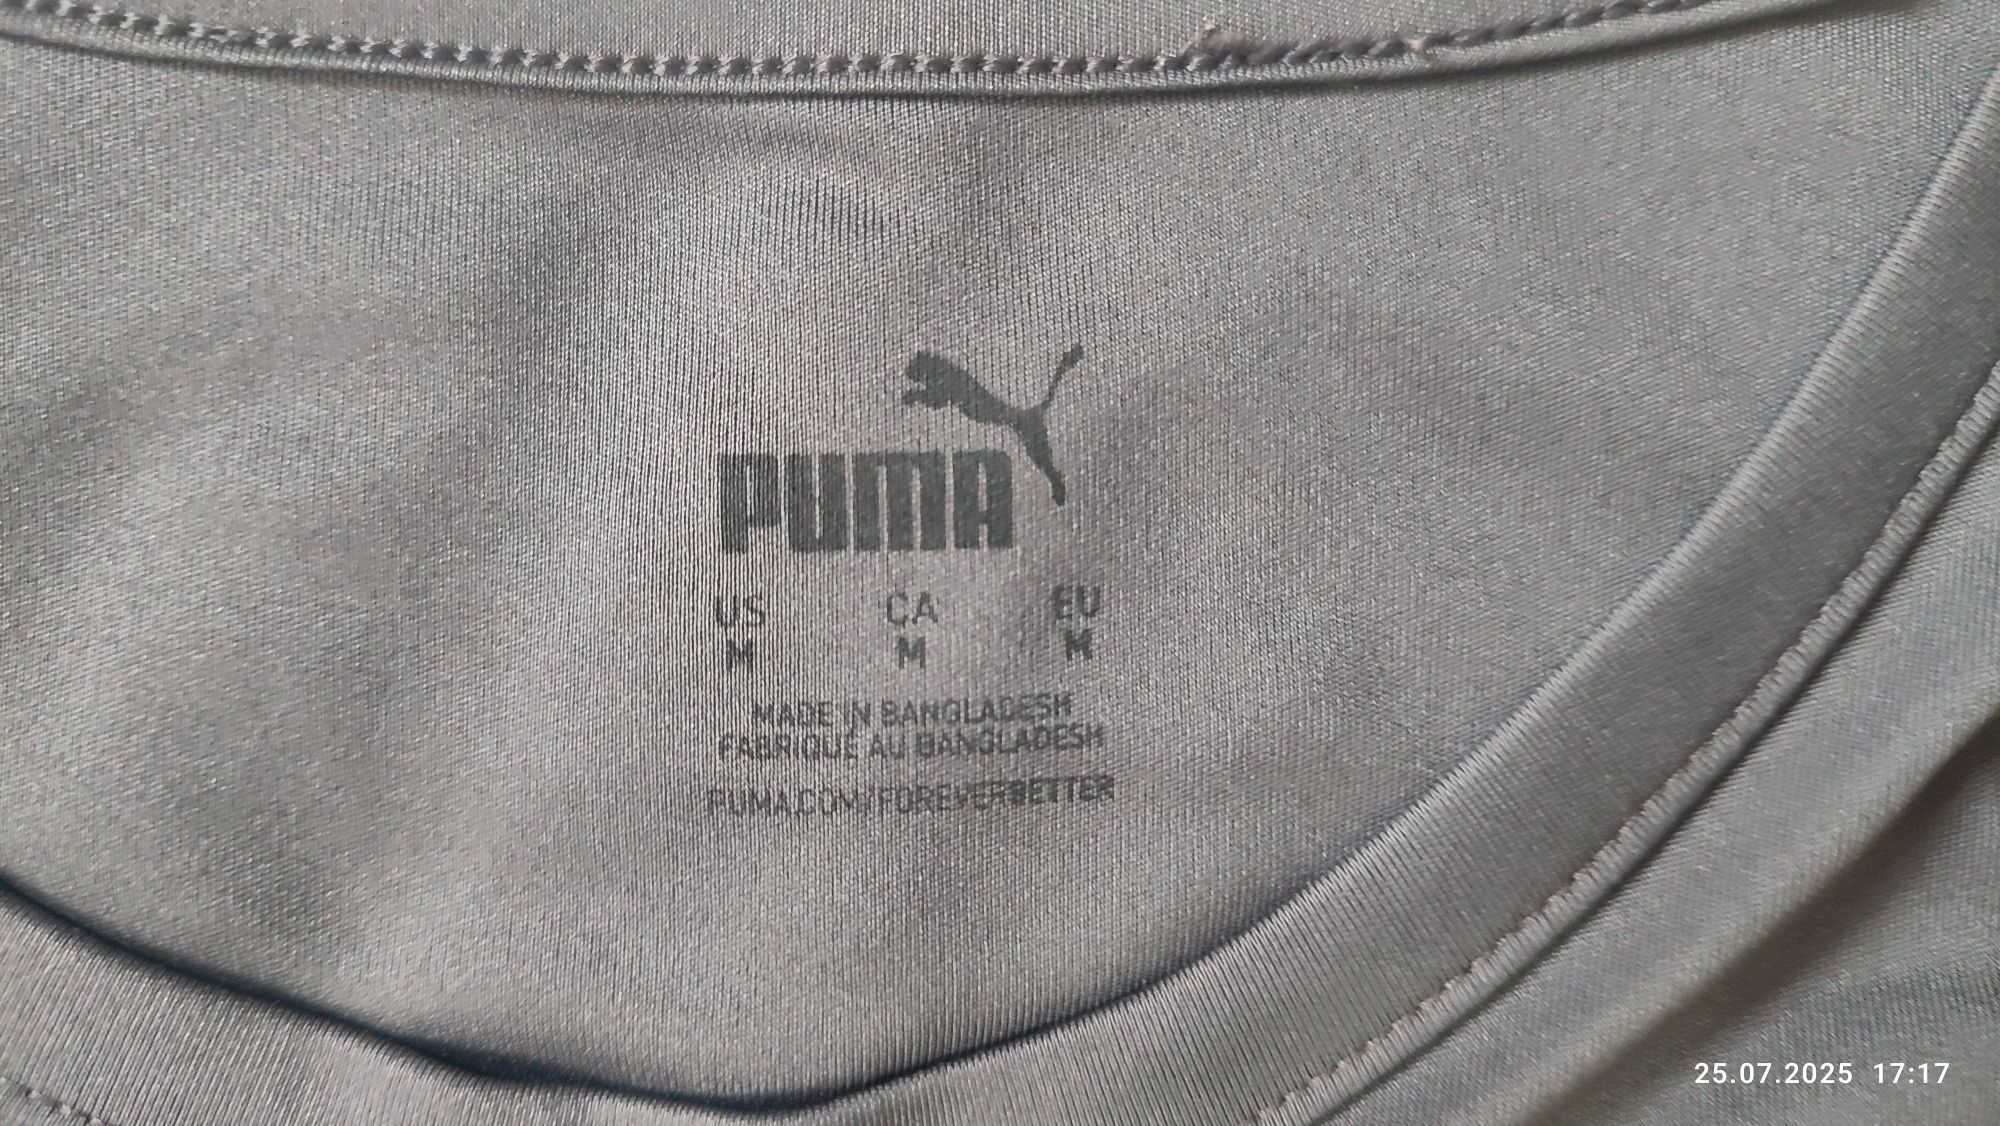 PUMA
US CA EU
M M M
MADE IN BANGLADESH
FABRIQUÉ AU BANGLADESH
PUMA.COM/FOREVERBETTER
25.07.2025 17:17